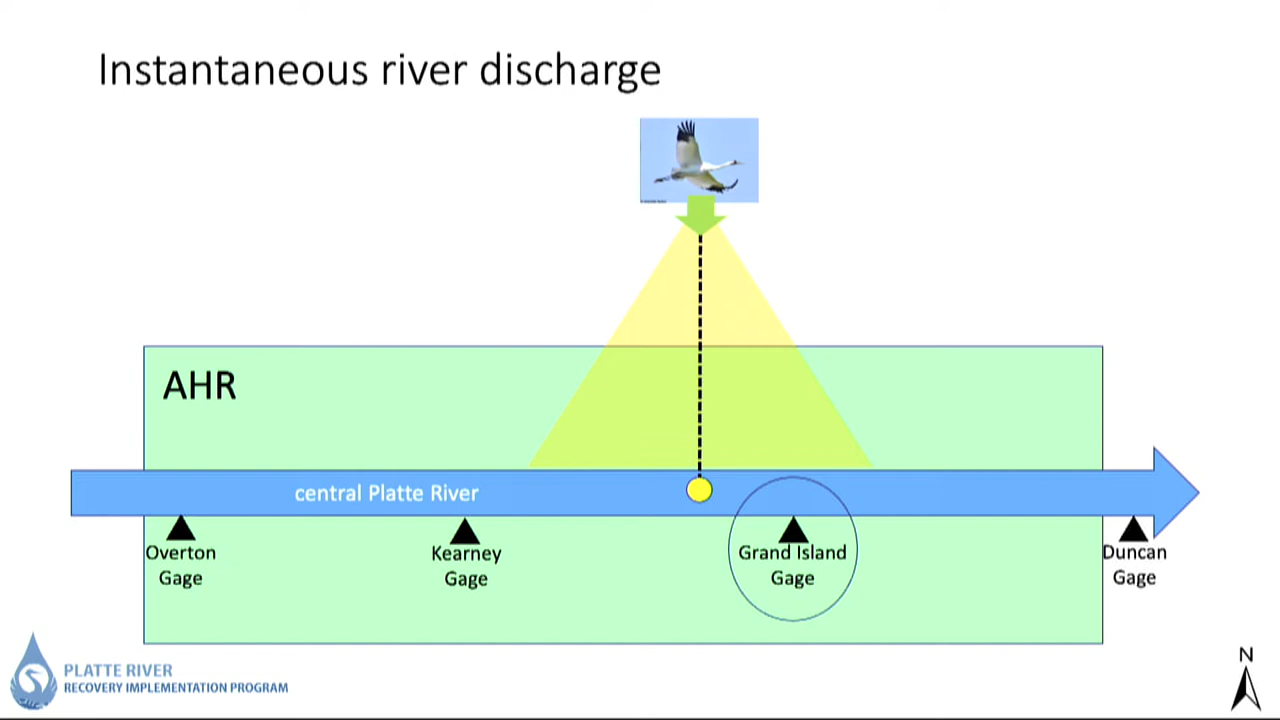 Instantaneous river discharge
AHR
central Platte River
Overton
Gage
Kearney
Gage
Grand Island
Gage
Duncan
Gage
PLATTE RIVER
RECOVERY IMPLEMENTATION PROGRAM
N